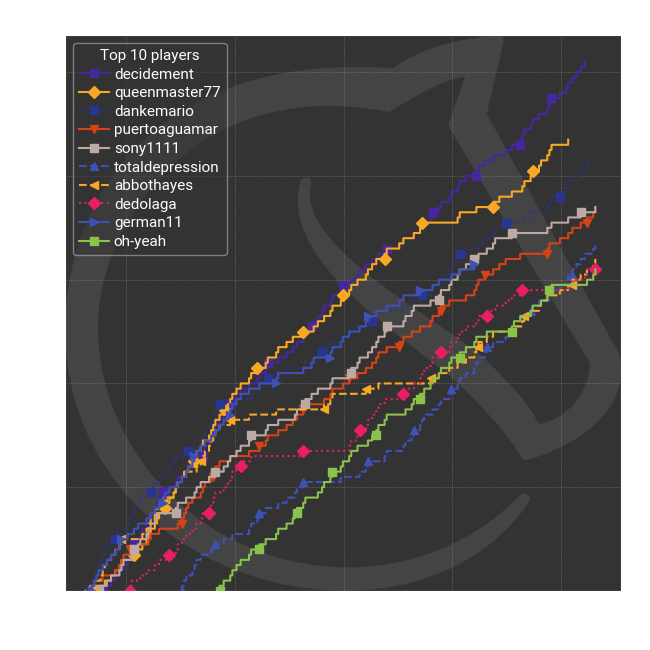 Top 10 players
decidement
queenmaster77
dankemario
puertoaguamar
sony1111
totaldepression
abbothayes
dedolaga
german11
oh-yeah